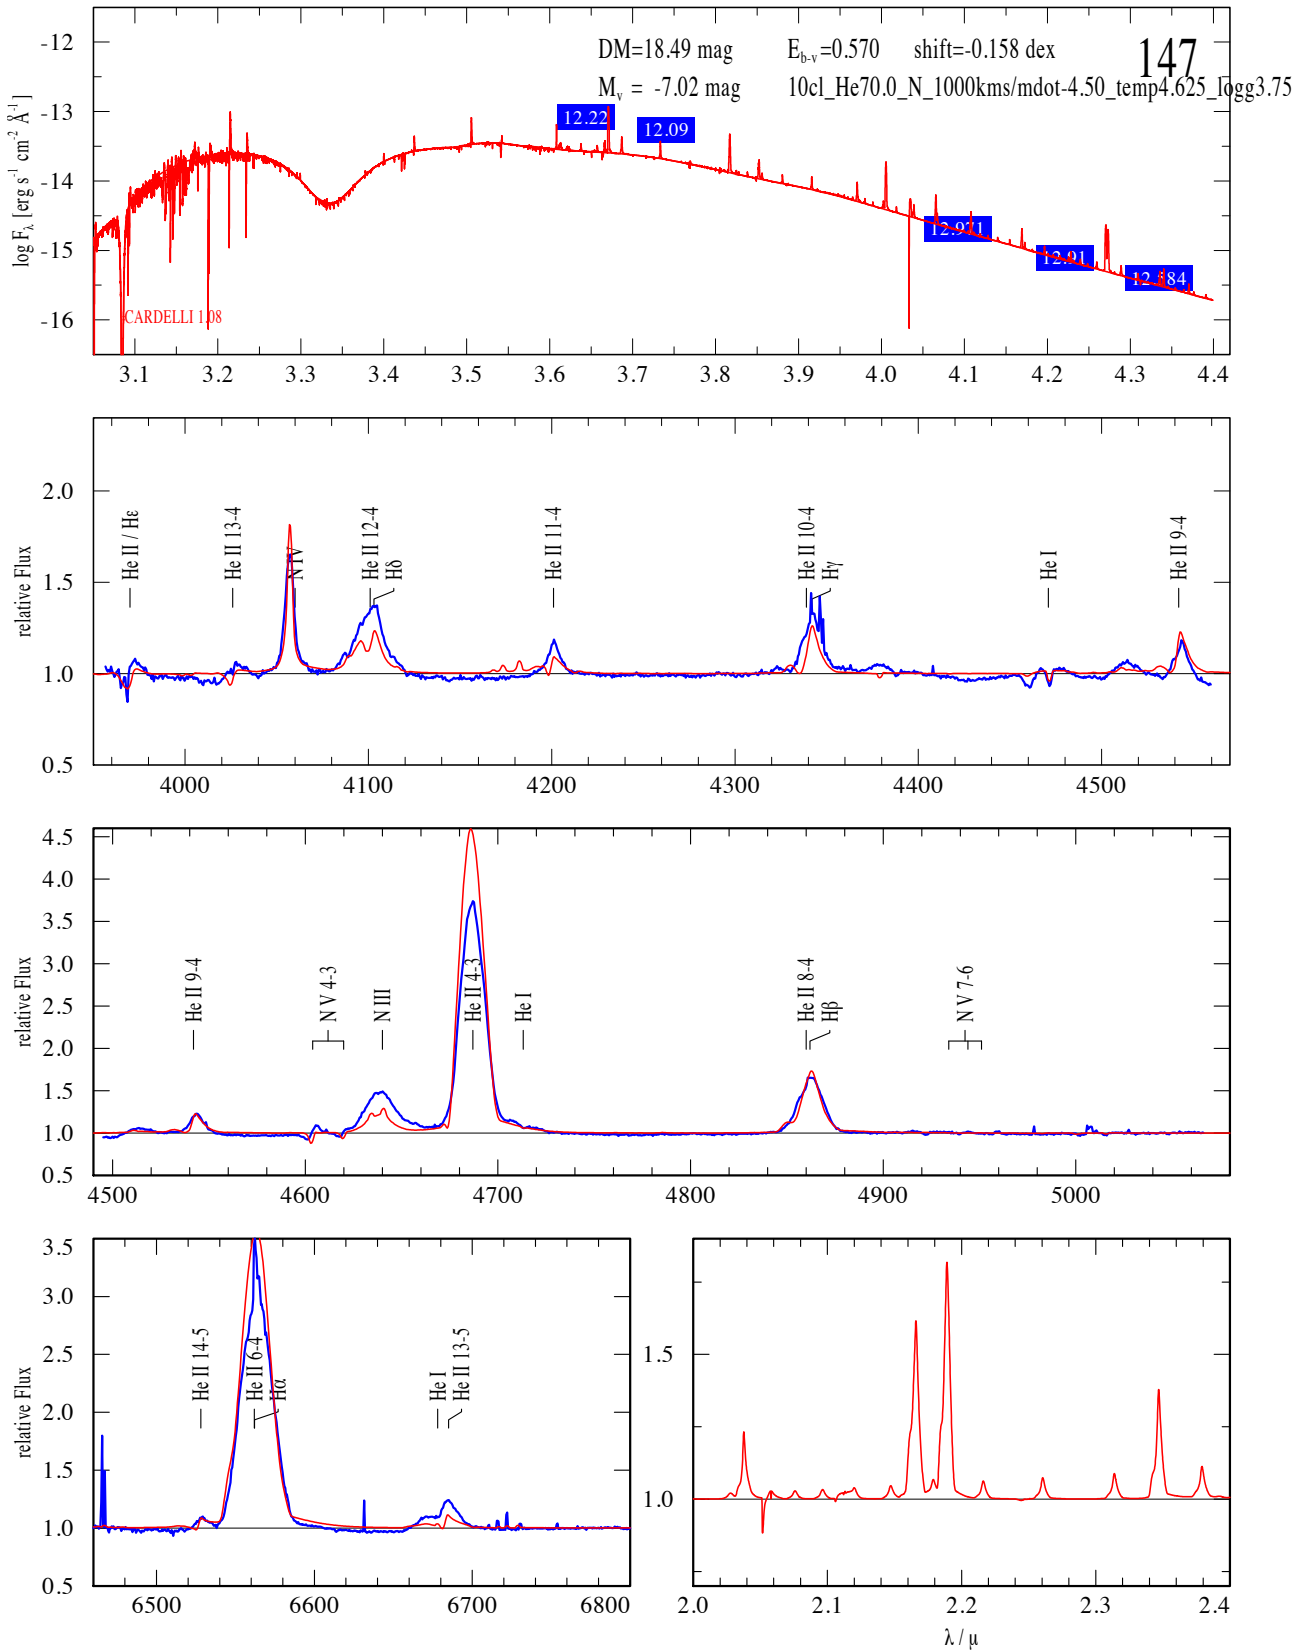 DM=18.49 mag E_b-v=0.570 shift=-0.158 dex 147
M_v = -7.02 mag 10cl_He70.0_N_1000kms/mdot-4.50_temp4.625_logg3.75
log F_λ [erg s⁻¹ cm⁻² Å⁻¹]
-12
-13
-14
-15
-16
12.22
12.09
12.91
CARDELLI 1.08
3.1 3.2 3.3 3.4 3.5 3.6 3.7 3.8 3.9 4.0 4.1 4.2 4.3 4.4
relative Flux
2.0
1.5
1.0
0.5
He II / Hε
He II 13-4
N IV
He II 12-4
Hδ
He II 11-4
He II 10-4
Hγ
He I
He II 9-4
4000 4100 4200 4300 4400 4500
relative Flux
4.5
4.0
3.5
3.0
2.5
2.0
1.5
1.0
0.5
He II 9-4
N V 4-3
N III
He II 4-3
He I
He II 8-4
Hβ
N V 7-6
4500 4600 4700 4800 4900 5000
relative Flux
3.5
3.0
2.5
2.0
1.5
1.0
0.5
He II 14-5
He II 6-4
Hα
He I
He II 13-5
6500 6600 6700 6800
1.5
1.0
2.0 2.1 2.2 2.3 2.4
λ / μ